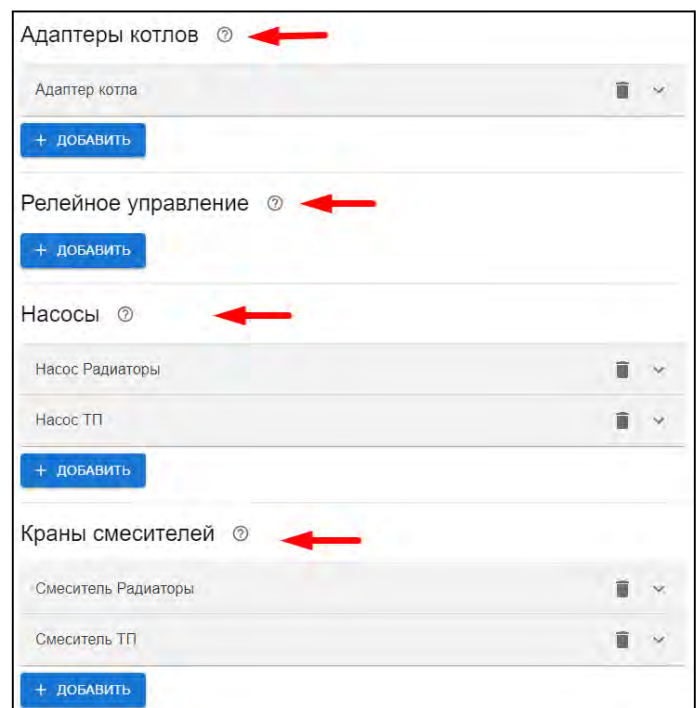 Адаптеры котлов
Адаптер котла
+ ДОБАВИТЬ
Релейное управление
+ ДОБАВИТЬ
Насосы
Насос Радиаторы
Насос ТП
+ ДОБАВИТЬ
Краны смесителей
Смеситель Радиаторы
Смеситель ТП
+ ДОБАВИТЬ